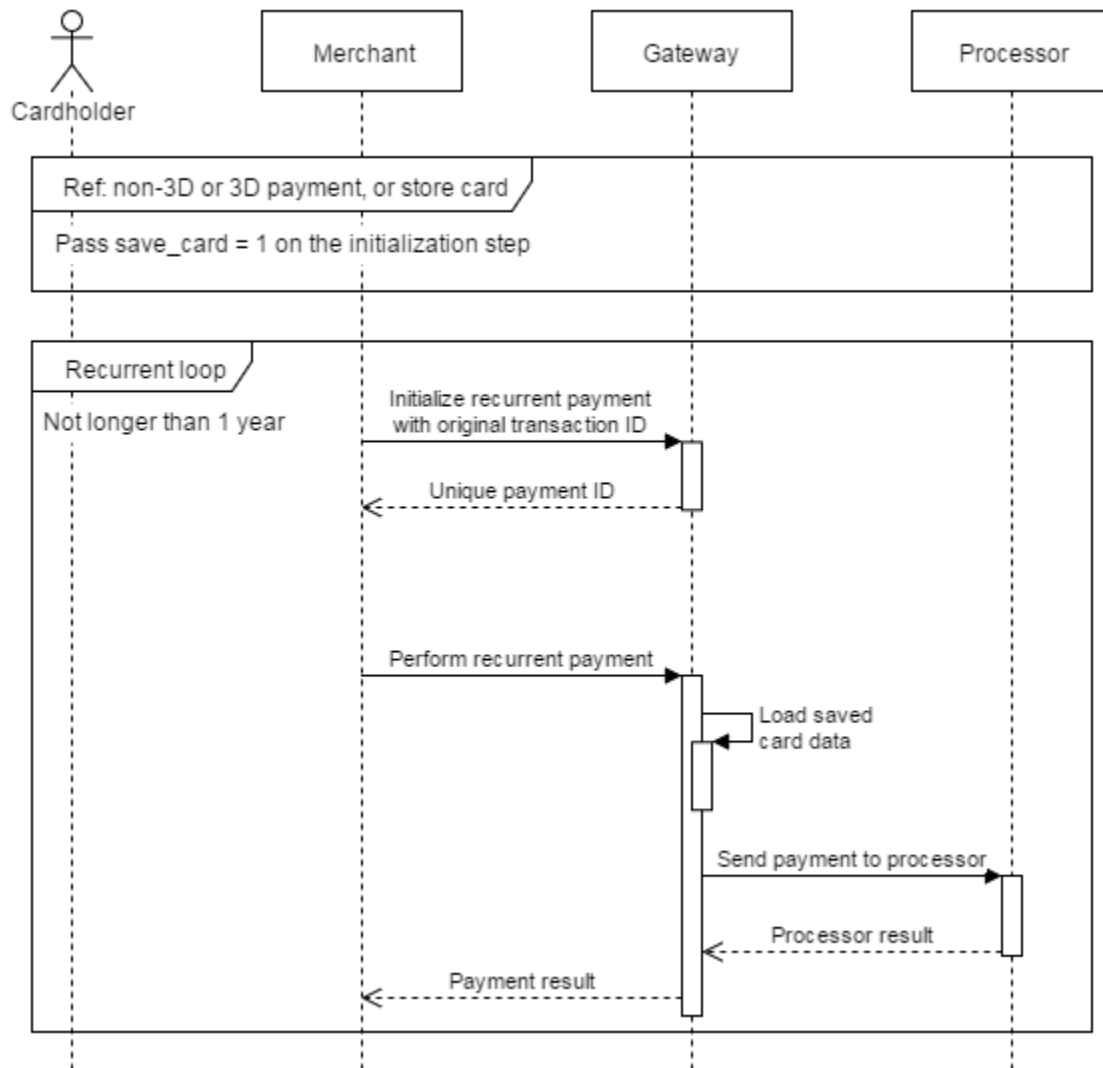 Cardholder
Merchant
Gateway
Processor
Ref: non-3D or 3D payment, or store card
Pass save_card = 1 on the initialization step
Recurrent loop
Not longer than 1 year
Initialize recurrent payment
with original transaction ID
Unique payment ID
Perform recurrent payment
Load saved
card data
Send payment to processor
Processor result
Payment result